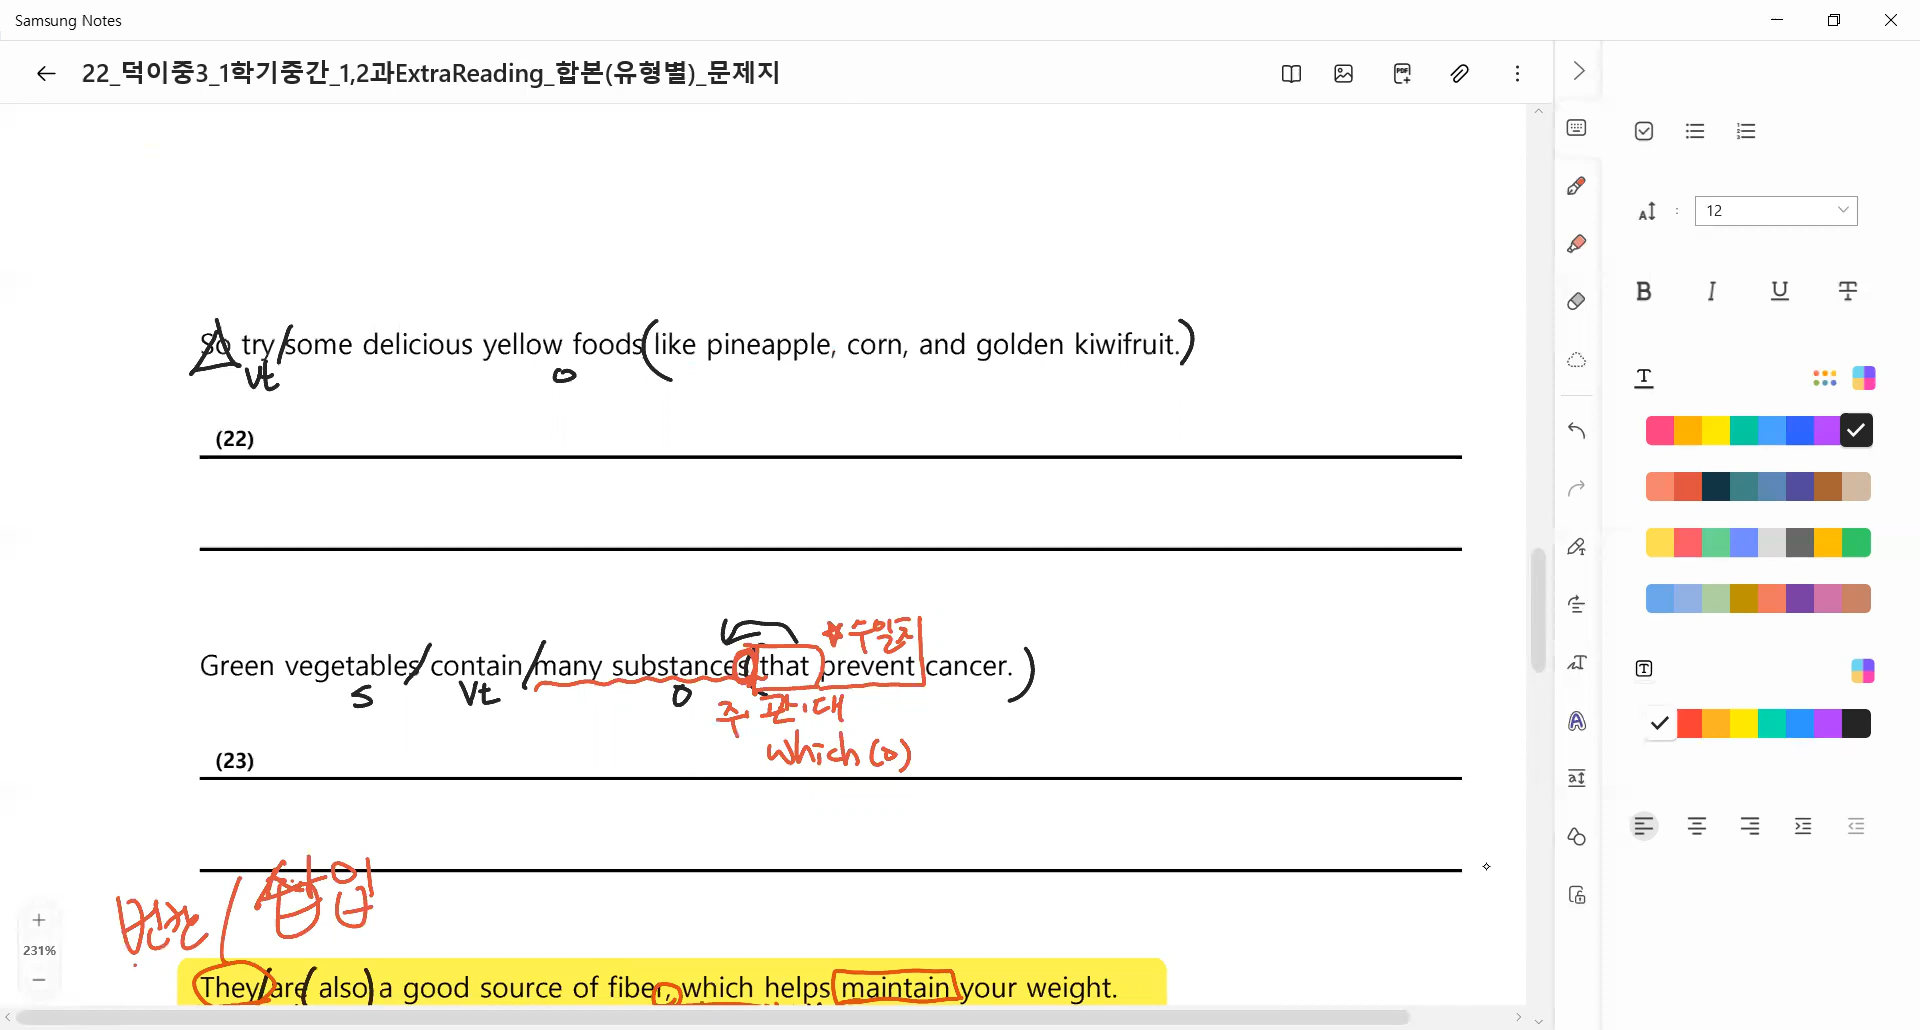 Samsung Notes
22_덕이중3_1학기중간_1,2과ExtraReading_합본(유형별)_문제지
12
So try some delicious yellow foods (like pineapple, corn, and golden kiwifruit.)
Vt o
(22)
★수일치
Green vegetables / contain / many substances that prevent cancer.)
S Vt o
주.관.대
which (o)
(23)
삽입
231%
They are (also) a good source of fiber, which helps maintain your weight.